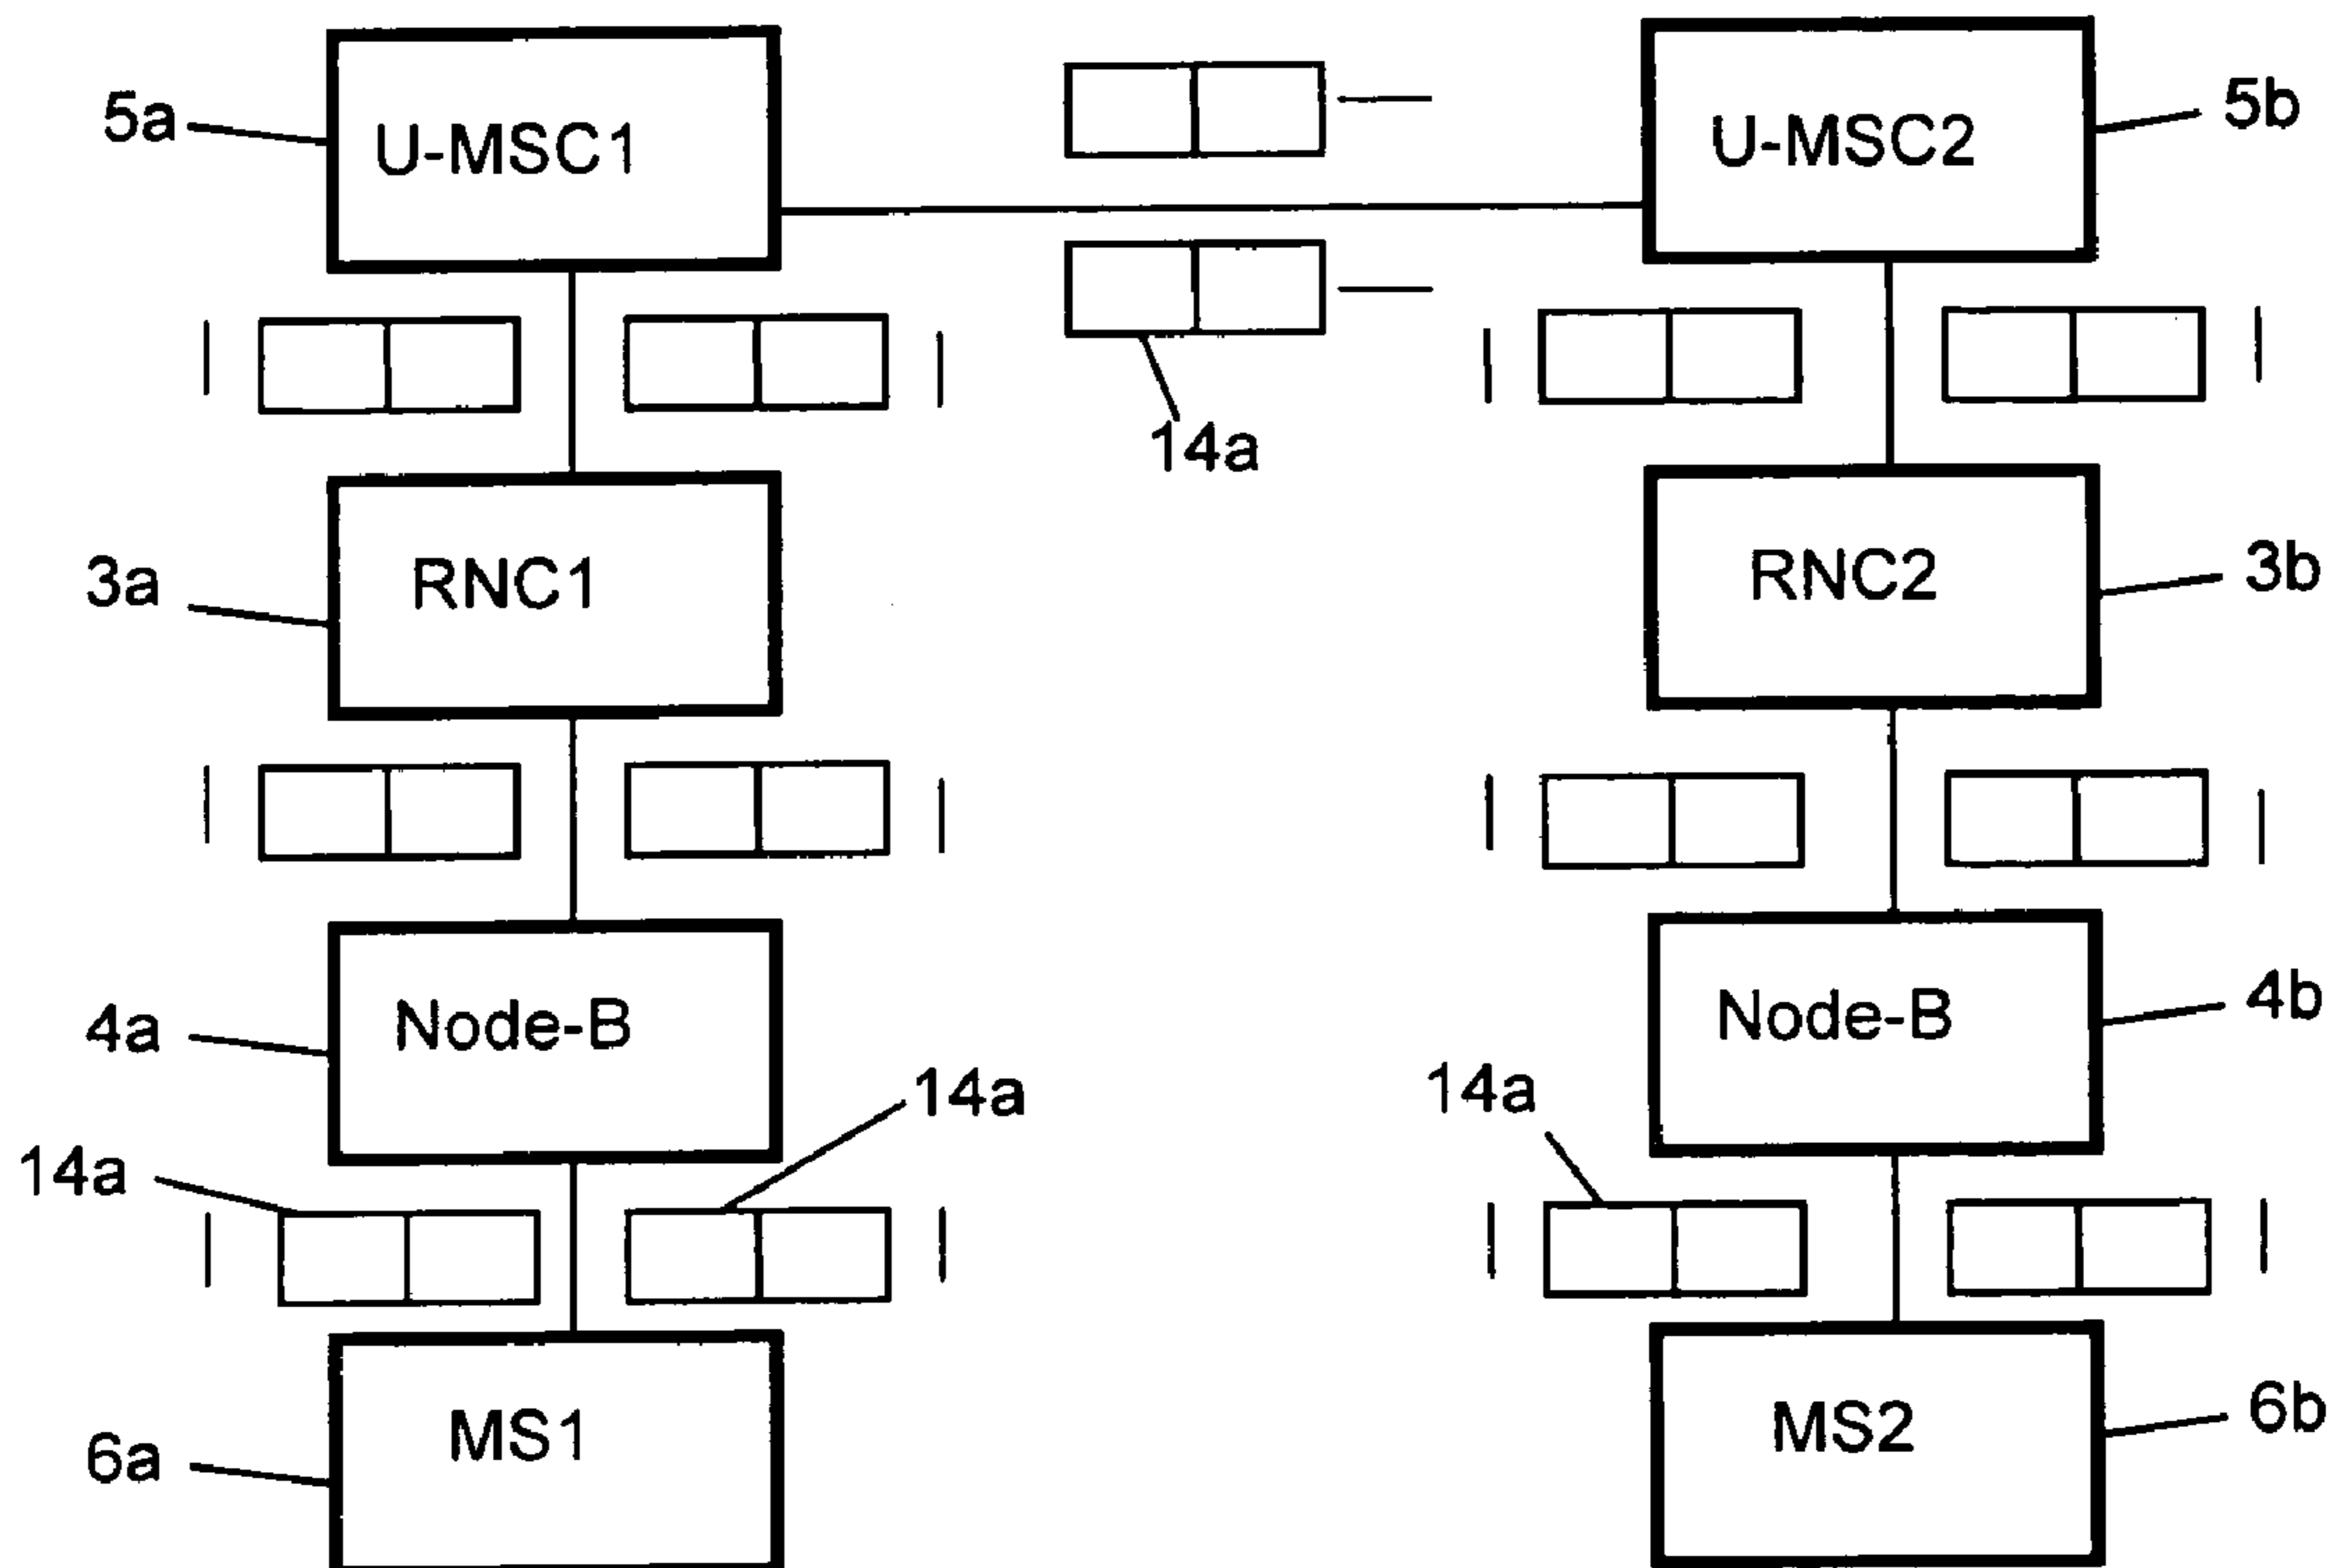 5a
U-MSC1
U-MSC2
5b
14a
3a
RNC1
RNC2
3b
4a
Node-B
Node-B
4b
14a
14a
14a
6a
MS1
MS2
6b